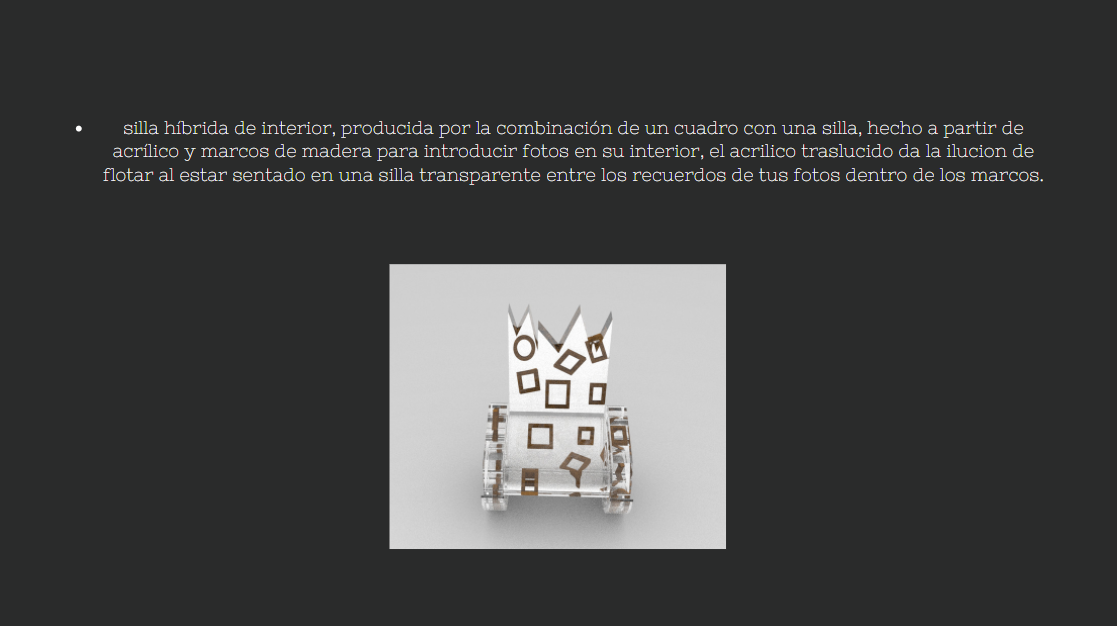 • silla híbrida de interior, producida por la combinación de un cuadro con una silla, hecho a partir de
acrílico y marcos de madera para introducir fotos en su interior, el acrilico traslucido da la ilucion de
flotar al estar sentado en una silla transparente entre los recuerdos de tus fotos dentro de los marcos.